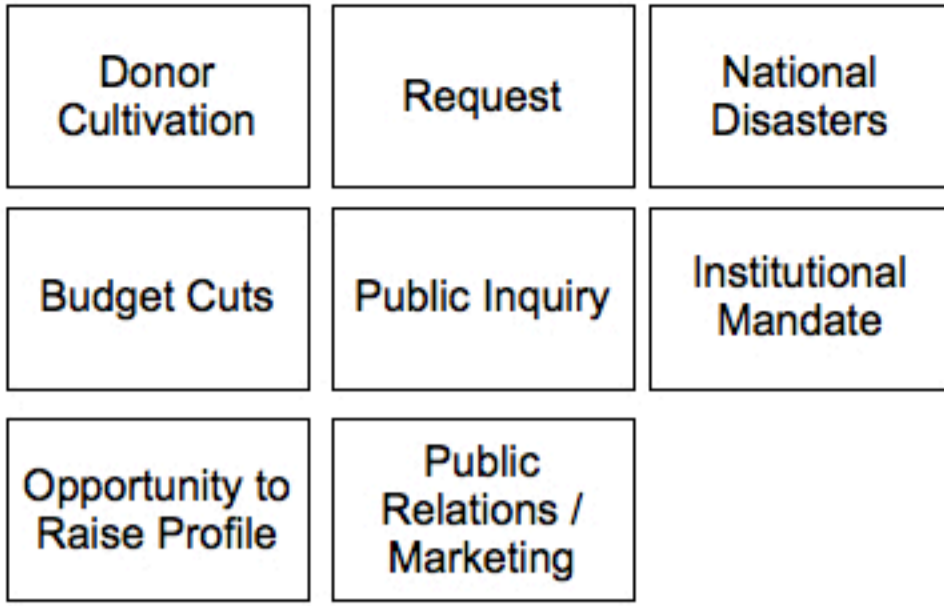 Donor
Cultivation
Request
National
Disasters
Budget Cuts
Public Inquiry
Institutional
Mandate
Opportunity to
Raise Profile
Public
Relations /
Marketing